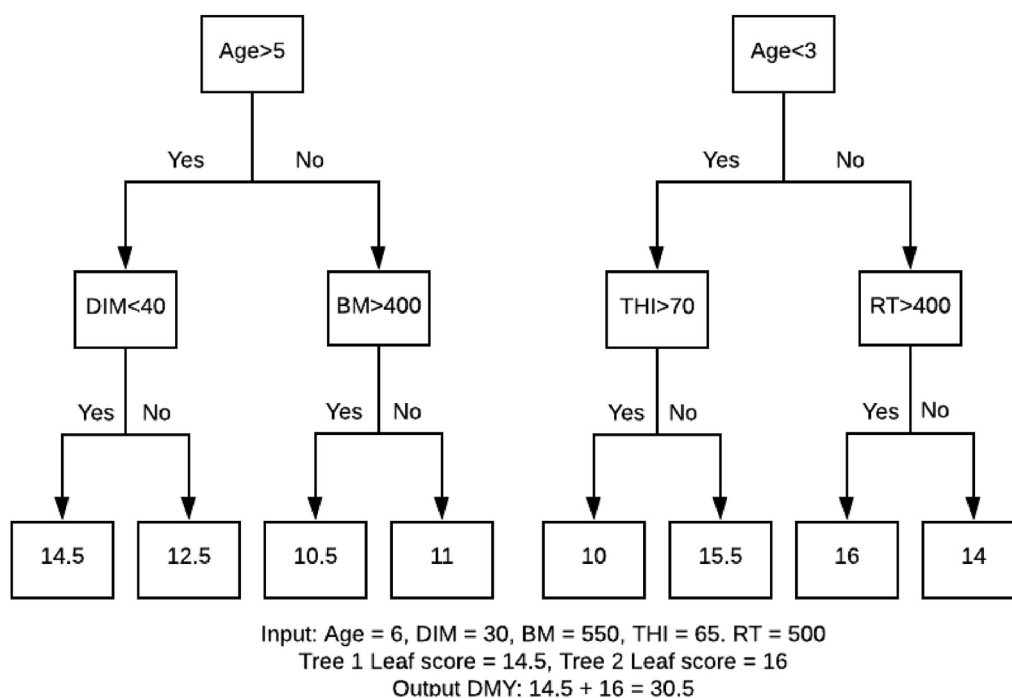 Age>5
Age<3
Yes
No
Yes
No
DIM<40
BM>400
THI>70
RT>400
Yes
No
Yes
No
Yes
No
Yes
No
14.5
12.5
10.5
11
10
15.5
16
14
Input: Age = 6, DIM = 30, BM = 550, THI = 65. RT = 500
Tree 1 Leaf score = 14.5, Tree 2 Leaf score = 16
Output DMY: 14.5 + 16 = 30.5